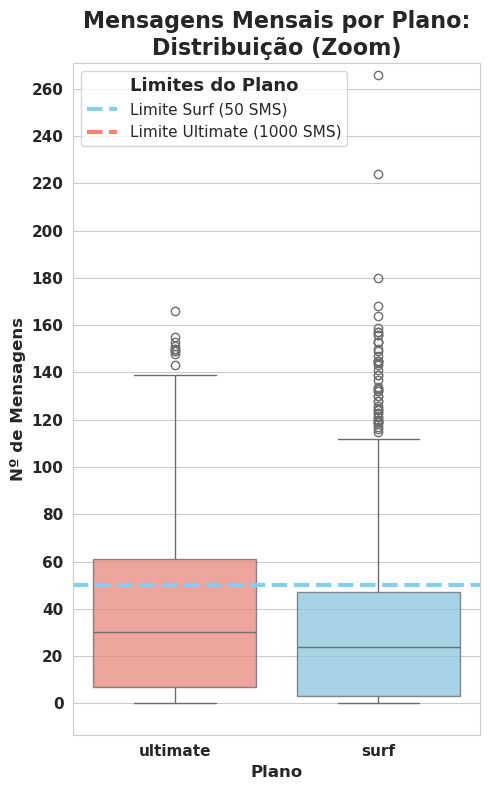 Mensagens Mensais por Plano:
Distribuição (Zoom)
Limites do Plano
Limite Surf (50 SMS)
Limite Ultimate (1000 SMS)
260
240
220
200
180
160
140
120
100
80
60
40
20
0
Nº de Mensagens
ultimate
surf
Plano